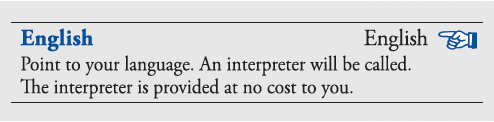 English English
Point to your language. An interpreter will be called.
The interpreter is provided at no cost to you.